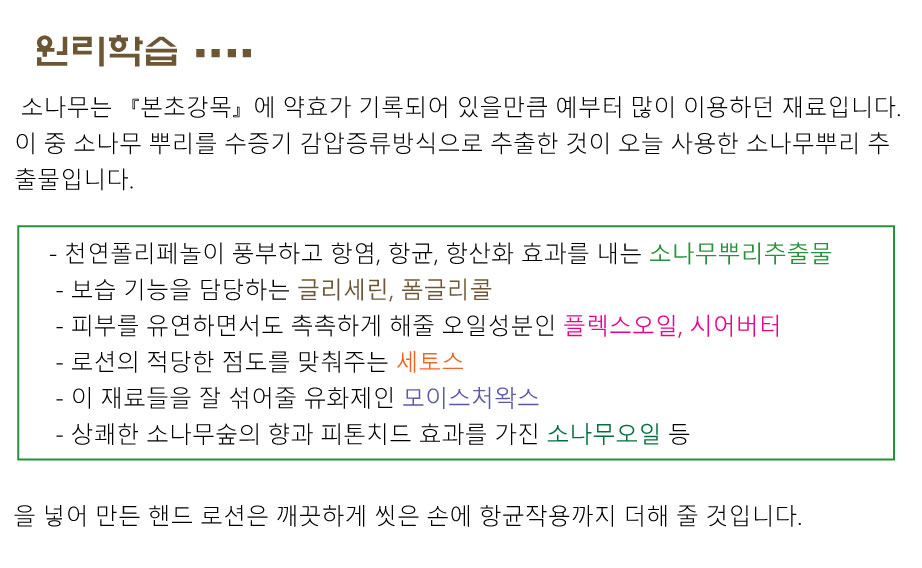 원리학습 ....
소나무는 『본초강목』에 약효가 기록되어 있을만큼 예부터 많이 이용하던 재료입니다.
이 중 소나무 뿌리를 수증기 감압증류방식으로 추출한 것이 오늘 사용한 소나무뿌리 추
출물입니다.
- 천연폴리페놀이 풍부하고 항염, 항균, 항산화 효과를 내는 소나무뿌리추출물
- 보습 기능을 담당하는 글리세린, 폼글리콜
- 피부를 유연하면서도 촉촉하게 해줄 오일성분인 플렉스오일, 시어버터
- 로션의 적당한 점도를 맞춰주는 세토스
- 이 재료들을 잘 섞어줄 유화제인 모이스처왁스
- 상쾌한 소나무숲의 향과 피톤치드 효과를 가진 소나무오일 등
을 넣어 만든 핸드 로션은 깨끗하게 씻은 손에 항균작용까지 더해 줄 것입니다.